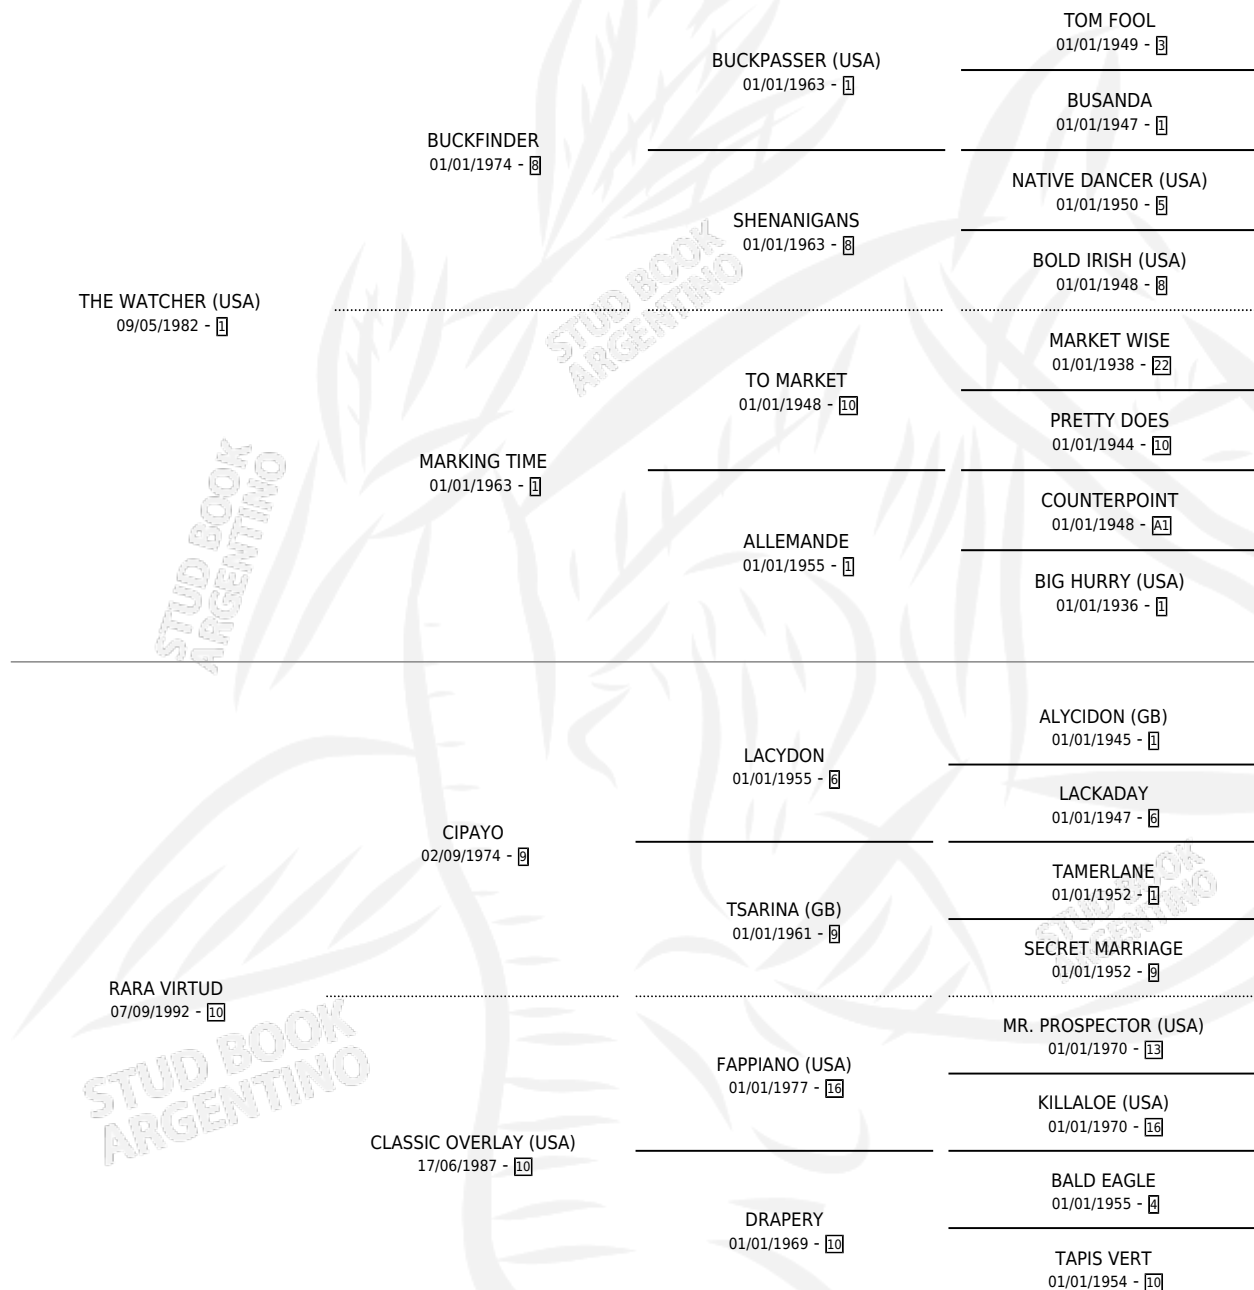 TOM FOOL
01/01/1949 - 3
BUCKPASSER (USA)
01/01/1963 - 1
BUSANDA
01/01/1947 - 1
BUCKFINDER
01/01/1974 - 8
NATIVE DANCER (USA)
01/01/1950 - 5
SHENANIGANS
01/01/1963 - 8
BOLD IRISH (USA)
01/01/1948 - 8
THE WATCHER (USA)
09/05/1982 - 1
MARKET WISE
01/01/1938 - 22
TO MARKET
01/01/1948 - 10
PRETTY DOES
01/01/1944 - 10
MARKING TIME
01/01/1963 - 1
COUNTERPOINT
01/01/1948 - A1
ALLEMANDE
01/01/1955 - 1
BIG HURRY (USA)
01/01/1936 - 1
ALYCIDON (GB)
01/01/1945 - 1
LACYDON
01/01/1955 - 6
LACKADAY
01/01/1947 - 6
CIPAYO
02/09/1974 - 9
TAMERLANE
01/01/1952 - 1
TSARINA (GB)
01/01/1961 - 9
SECRET MARRIAGE
01/01/1952 - 9
RARA VIRTUD
07/09/1992 - 10
MR. PROSPECTOR (USA)
01/01/1970 - 13
FAPPIANO (USA)
01/01/1977 - 16
KILLALOE (USA)
01/01/1970 - 16
CLASSIC OVERLAY (USA)
17/06/1987 - 10
BALD EAGLE
01/01/1955 - 4
DRAPERY
01/01/1969 - 10
TAPIS VERT
01/01/1954 - 10
STUD BOOK
ARGENTINO
STUD BOOK
ARGENTINO
STUD BOOK
ARGENTINO
STUD BOOK
ARGENTINO